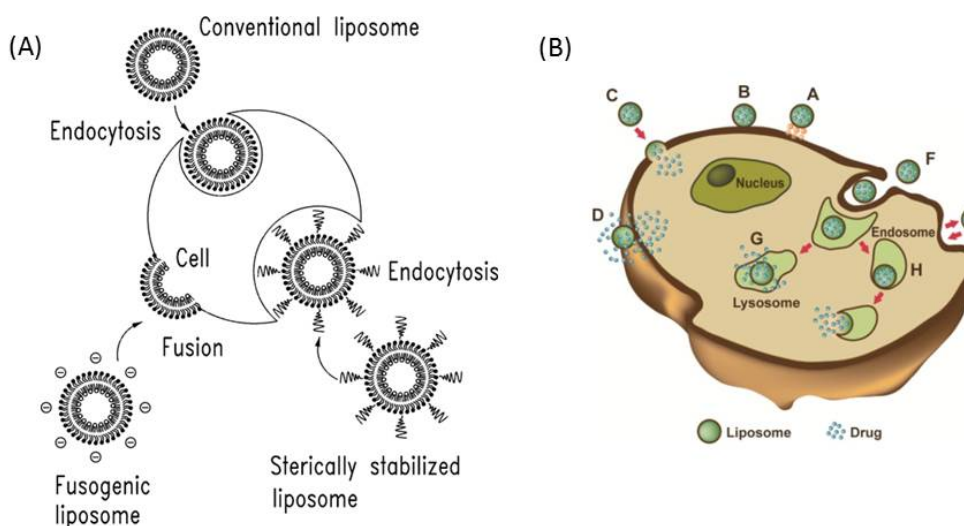 (A)
Conventional liposome
Endocytosis
Cell
Fusion
Endocytosis
Fusogenic
liposome
Sterically stabilized
liposome
(B)
C
B
A
F
Nucleus
D
Endosome
G
H
Lysosome
Liposome
Drug